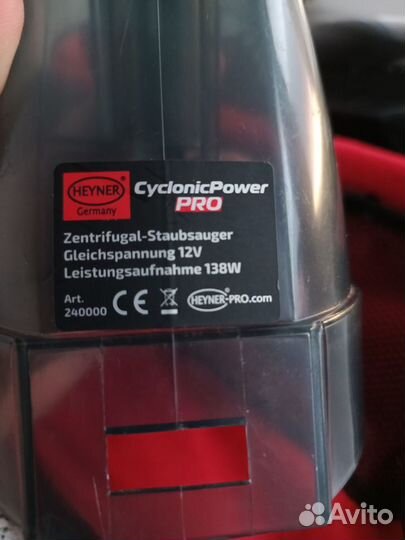 HEYNER
Germany
CyclonicPower
PRO
Zentrifugal-Staubsauger
Gleichspannung 12V
Leistungsaufnahme 138W
Art.
240000
CE
HEYNER-PRO.com
Avito